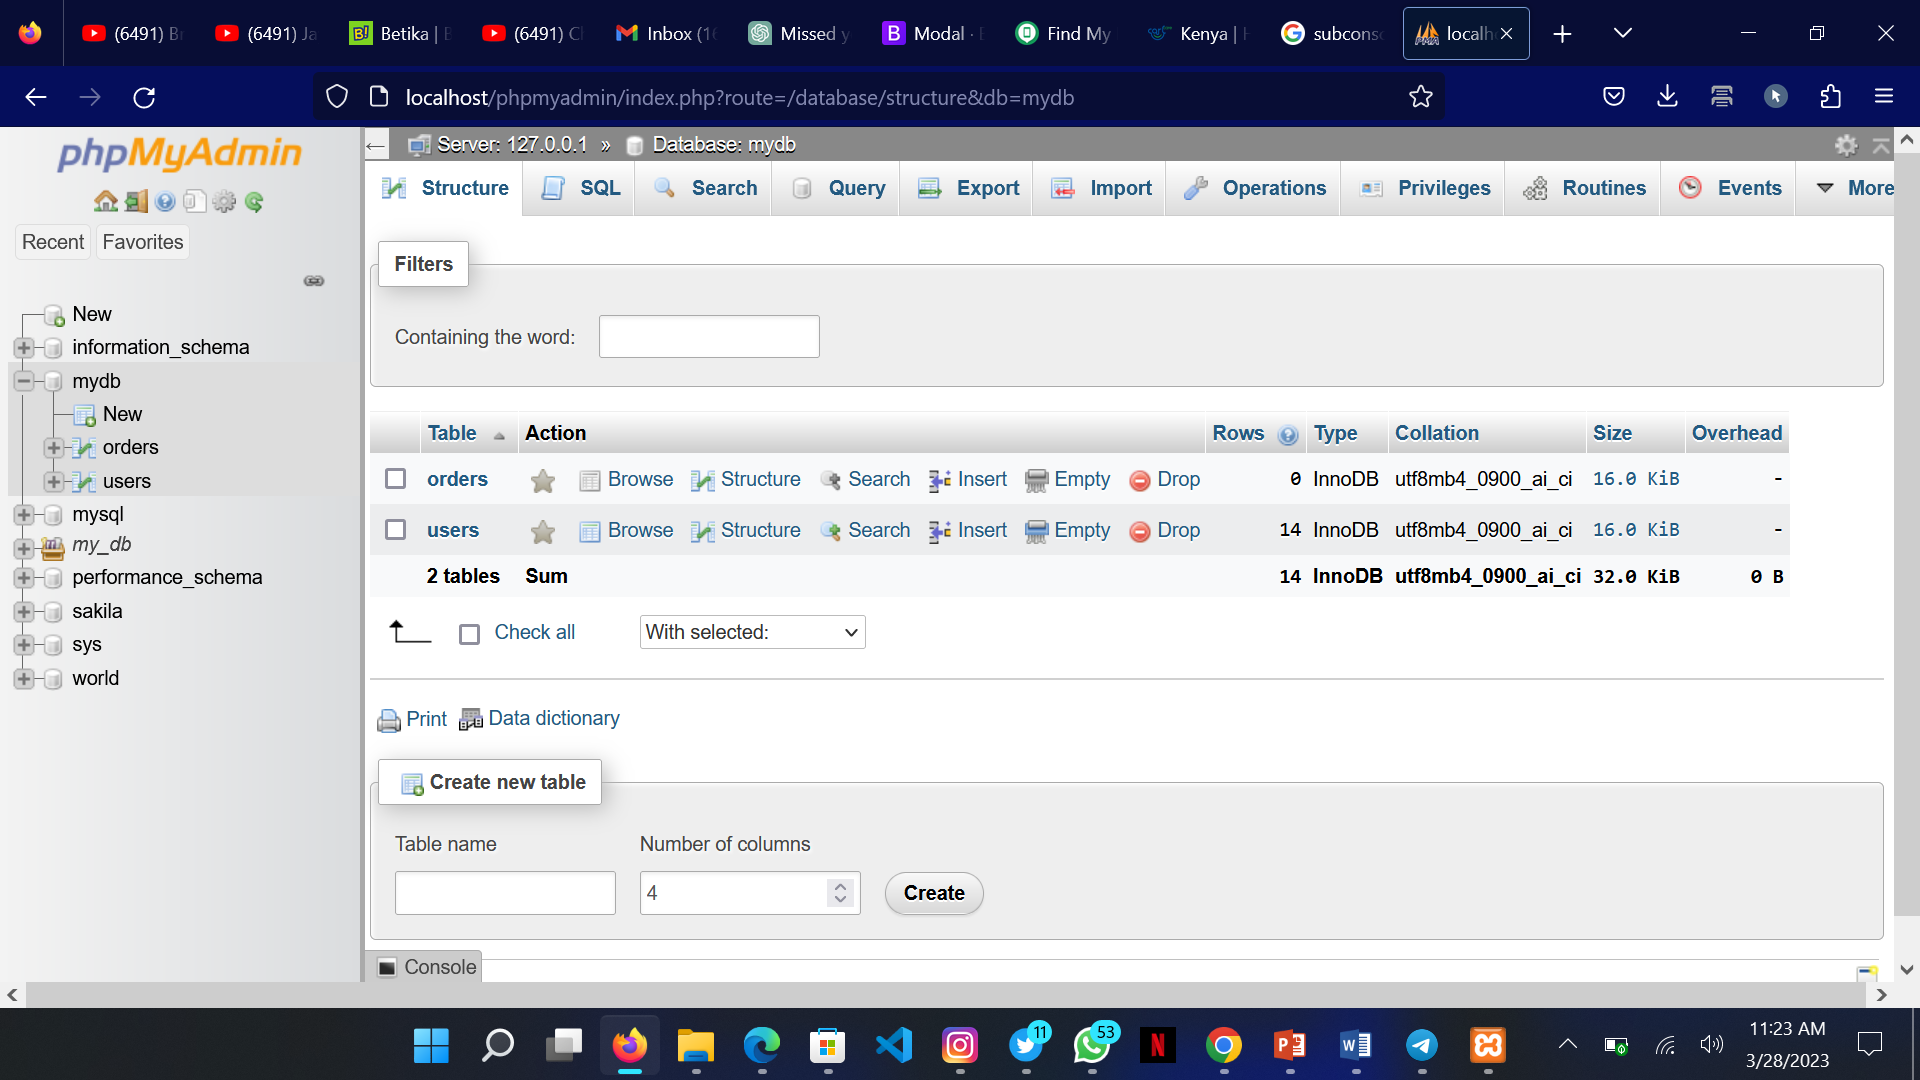 (6491) Br
(6491) Ja
Betika | B
(6491) Cl
Inbox (16
Missed y
Modal · B
Find My
Kenya | H
subcons
localh
localhost/phpmyadmin/index.php?route=/database/structure&db=mydb
phpMyAdmin
Recent Favorites
New
information_schema
mydb
New
orders
users
mysql
my_db
performance_schema
sakila
sys
world
Server: 127.0.0.1 » Database: mydb
Structure SQL Search Query Export Import Operations Privileges Routines Events More
Filters
Containing the word:
Table Action Rows Type Collation Size Overhead
orders Browse Structure Search Insert Empty Drop 0 InnoDB utf8mb4_0900_ai_ci 16.0 KiB -
users Browse Structure Search Insert Empty Drop 14 InnoDB utf8mb4_0900_ai_ci 16.0 KiB -
2 tables Sum 14 InnoDB utf8mb4_0900_ai_ci 32.0 KiB 0 B
Check all With selected:
Print Data dictionary
Create new table
Table name Number of columns
4 Create
Console
11
53
11:23 AM
3/28/2023